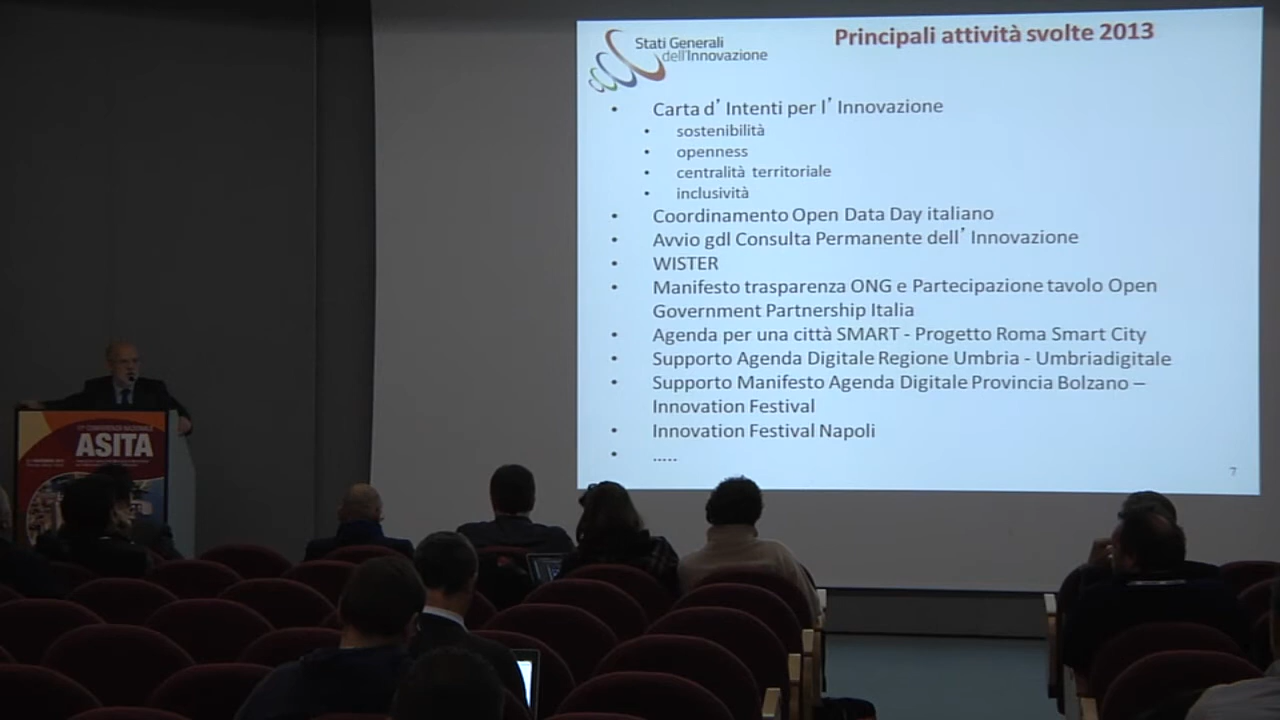 Stati Generali
dell'Innovazione
Principali attività svolte 2013
• Carta d' Intenti per l' Innovazione
• sostenibilità
• openness
• centralità territoriale
• inclusività
• Coordinamento Open Data Day italiano
• Avvio gdl Consulta Permanente dell' Innovazione
• WISTER
• Manifesto trasparenza ONG e Partecipazione tavolo Open
Government Partnership Italia
• Agenda per una città SMART - Progetto Roma Smart City
• Supporto Agenda Digitale Regione Umbria - Umbriadigitale
• Supporto Manifesto Agenda Digitale Provincia Bolzano –
Innovation Festival
• Innovation Festival Napoli
• .....
7
CONFERENZA NAZIONALE
ASITA